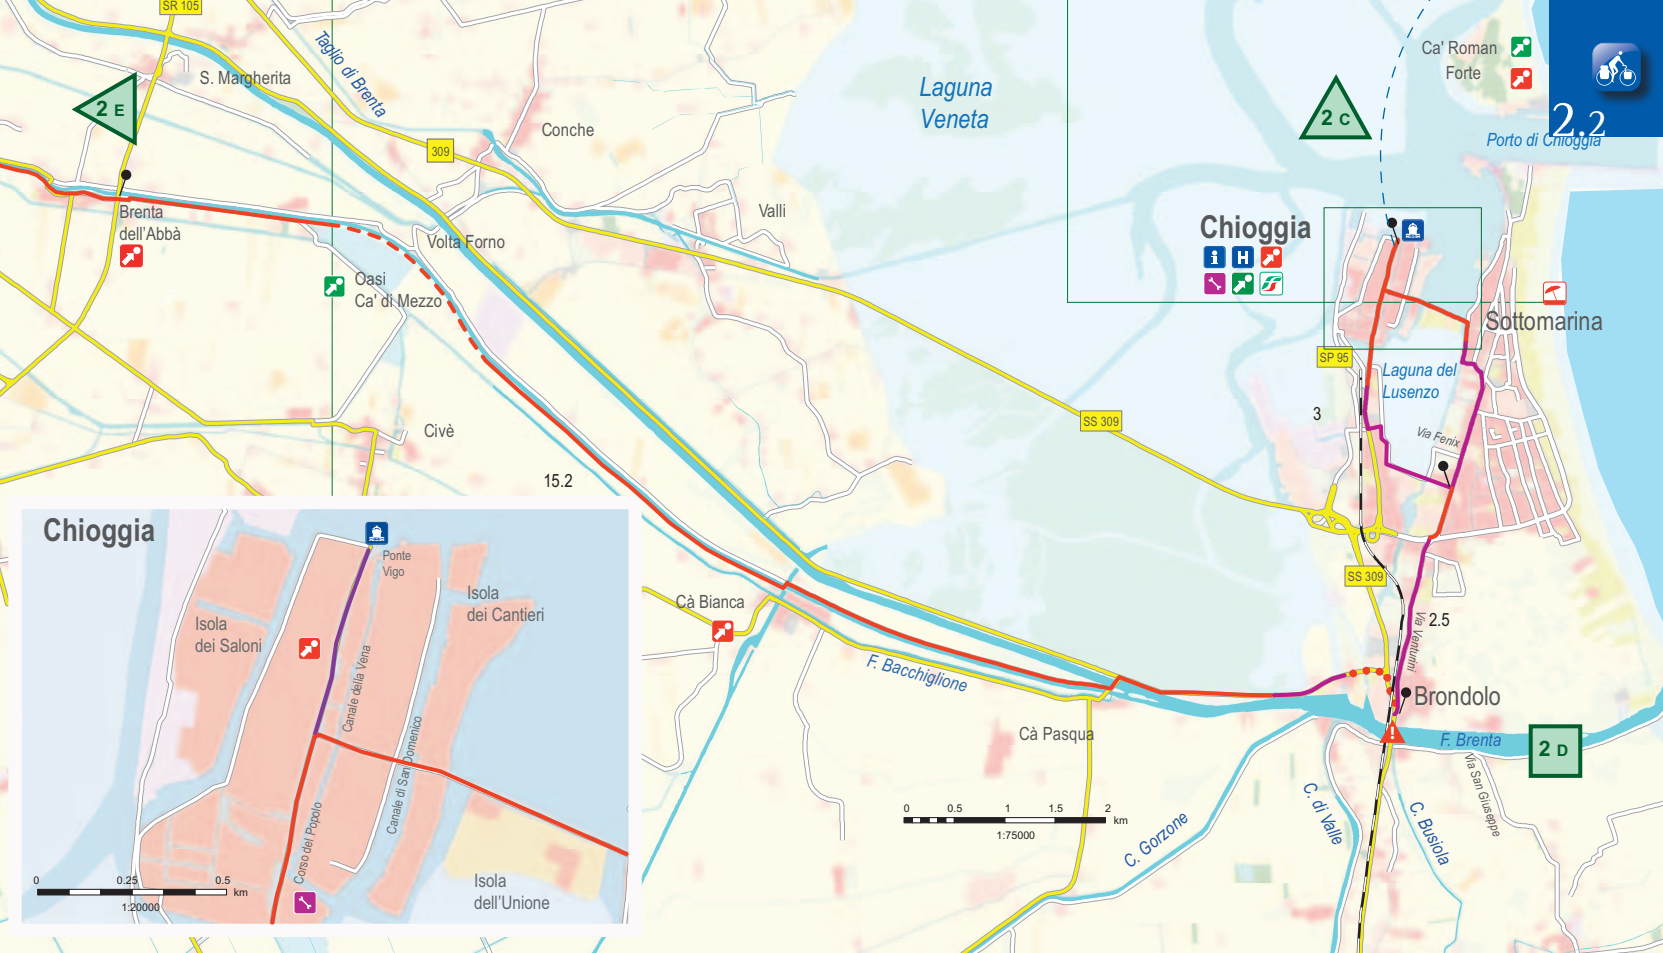 SR 105
S. Margherita
Taglio di Brenta
2 E
309
Conche
Laguna
Veneta
2 C
Ca' Roman
Forte
2.2
Porto di Chioggia
Brenta
dell'Abbà
Volta Forno
Valli
Chioggia
i
H
Oasi
Ca' di Mezzo
Sottomarina
SP 95
Laguna del
Lusenzo
3
SS 309
Via Fenix
Civè
15.2
SS 309
Cà Bianca
F. Bacchiglione
2.5
Via Venturini
Brondolo
Cà Pasqua
!
F. Brenta
2 D
Via San Giuseppe
C. Gorzone
C. di Valle
C. Busiola
0 0.5 1 1.5 2
km
1:75000
Chioggia
Ponte
Vigo
Isola
dei Cantieri
Isola
dei Saloni
Canale della Vena
Canale di San Domenico
Corso del Popolo
Isola
dell'Unione
0 0.25 0.5
km
1:20000